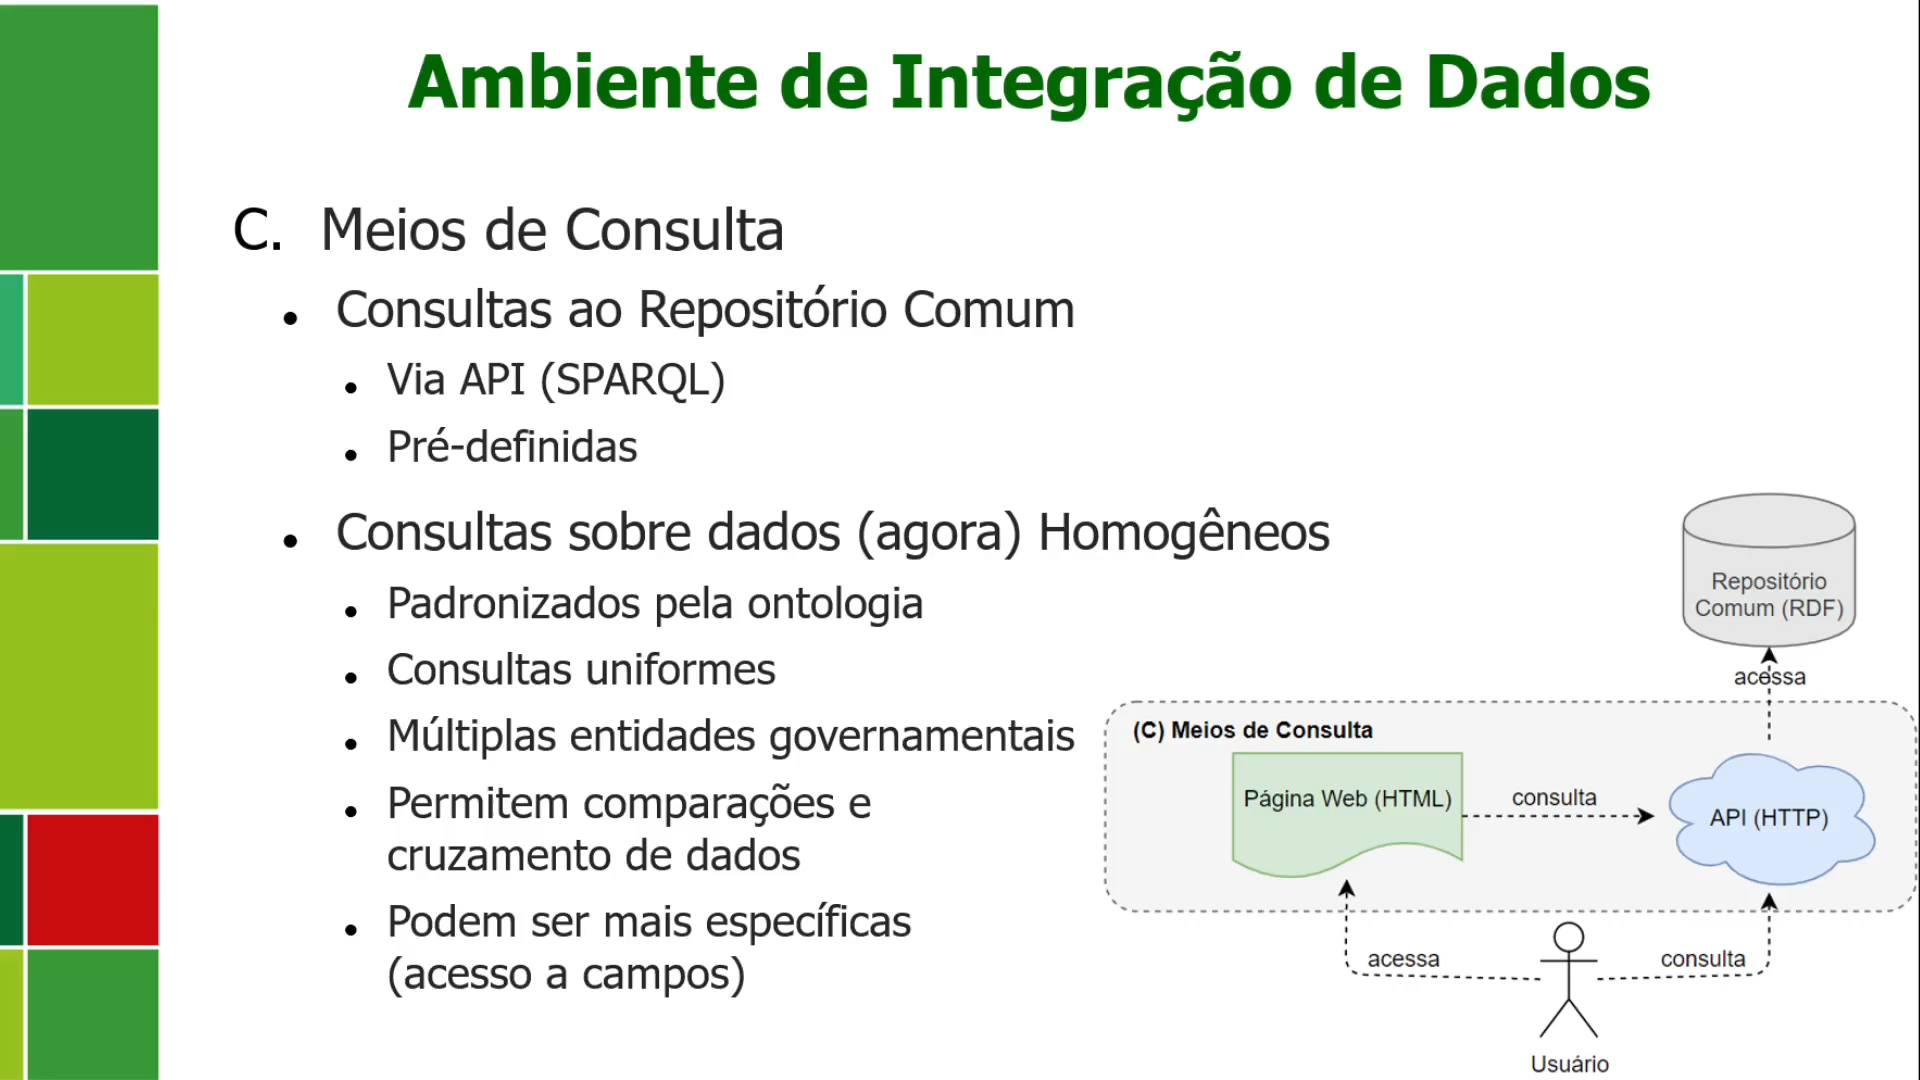 Ambiente de Integração de Dados
C. Meios de Consulta
Consultas ao Repositório Comum
Via API (SPARQL)
Pré-definidas
Consultas sobre dados (agora) Homogêneos
Padronizados pela ontologia
Consultas uniformes
Múltiplas entidades governamentais
Permitem comparações e
cruzamento de dados
Podem ser mais específicas
(acesso a campos)
Repositório
Comum (RDF)
acessa
(C) Meios de Consulta
Página Web (HTML)
consulta
API (HTTP)
acessa
consulta
Usuário